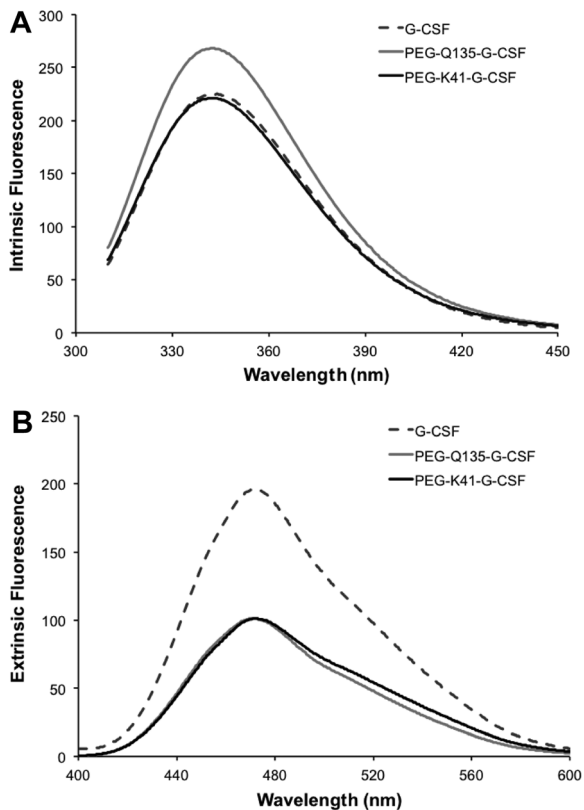 A
G-CSF
PEG-Q135-G-CSF
PEG-K41-G-CSF
Intrinsic Fluorescence
300
250
200
150
100
50
0
300 330 360 390 420 450
Wavelength (nm)
B
G-CSF
PEG-Q135-G-CSF
PEG-K41-G-CSF
Extrinsic Fluorescence
250
200
150
100
50
0
400 440 480 520 560 600
Wavelength (nm)